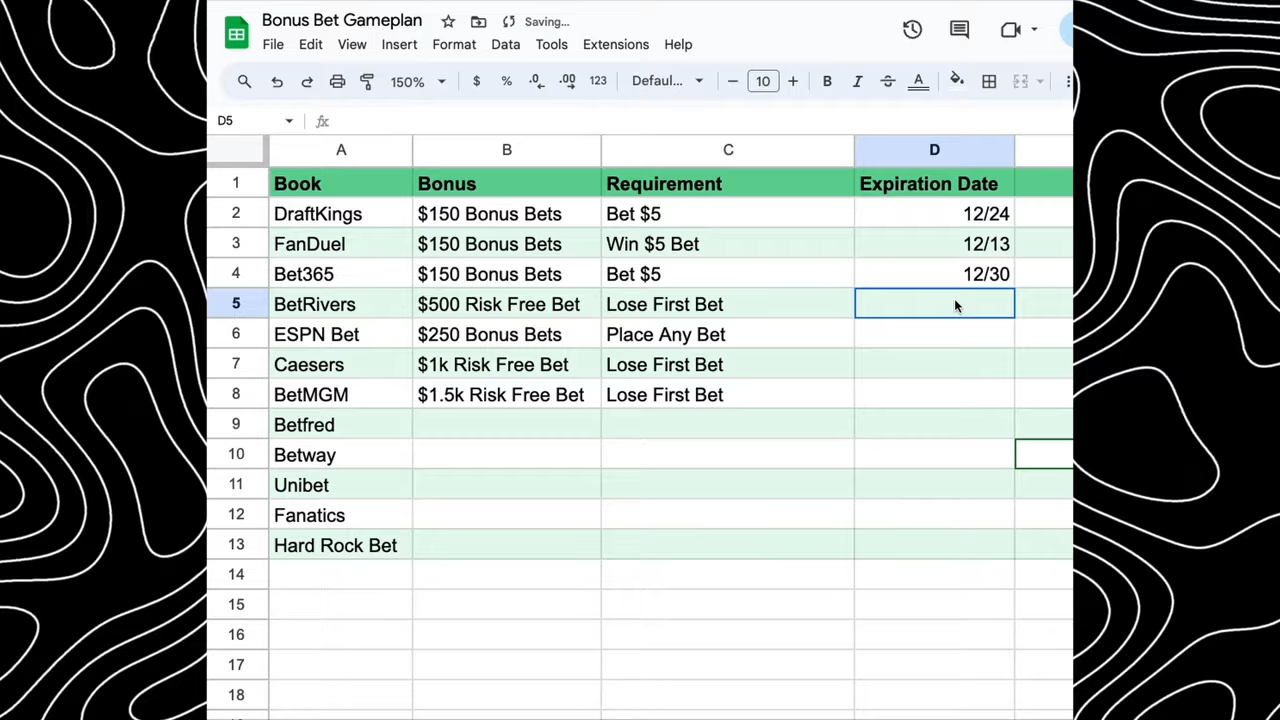 Bonus Bet Gameplan Saving...
File Edit View Insert Format Data Tools Extensions Help
150% $ % .0 .00 123 Defaul... 10 B I S A
D5 fx
A B C D
1 Book Bonus Requirement Expiration Date
2 DraftKings $150 Bonus Bets Bet $5 12/24
3 FanDuel $150 Bonus Bets Win $5 Bet 12/13
4 Bet365 $150 Bonus Bets Bet $5 12/30
5 BetRivers $500 Risk Free Bet Lose First Bet
6 ESPN Bet $250 Bonus Bets Place Any Bet
7 Caesers $1k Risk Free Bet Lose First Bet
8 BetMGM $1.5k Risk Free Bet Lose First Bet
9 Betfred
10 Betway
11 Unibet
12 Fanatics
13 Hard Rock Bet
14
15
16
17
18